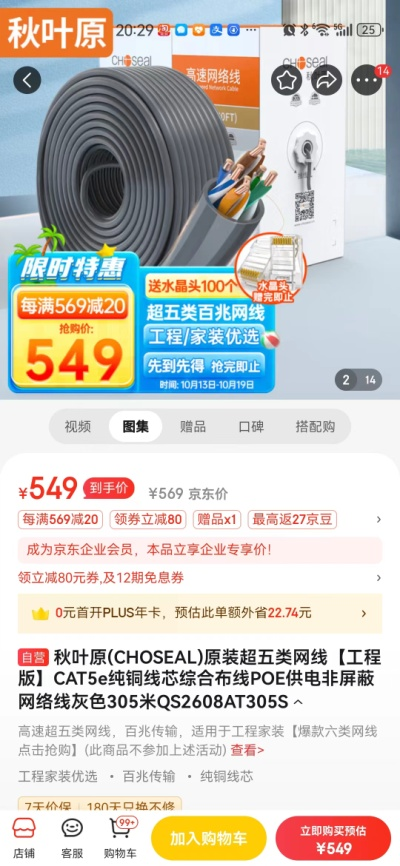 秋叶原
20:29
5G
25
CHOSEAL
CHOSEAL
高速网络线
14
限时特惠
每满569减20
抢购价:
549
送水晶头100个
超五类百兆网线
工程/家装优选
先到先得 抢完即止
时间: 10月13日-10月19日
水晶头
赠完即止
2 14
视频
图集
赠品
口碑
搭配购
¥549 到手价 ¥569 京东价
每满569减20 领券立减80 赠品x1 最高返27京豆
成为京东企业会员，本品立享企业专享价！
领立减80元券,及12期免息券
0元首开PLUS年卡，预估此单额外省22.74元
自营 秋叶原(CHOSEAL)原装超五类网线【工程
版】CAT5e纯铜线芯综合布线POE供电非屏蔽
网络线灰色305米QS2608AT305S
高速超五类网线，百兆传输，适用于工程家装【爆款六类网线
点击抢购】(此商品不参加上述活动) 查看>
工程家装优选 · 百兆传输 · 纯铜线芯
7天价保 180天只换不修
店铺
客服
99+
购物车
加入购物车
立即购买预估
¥549